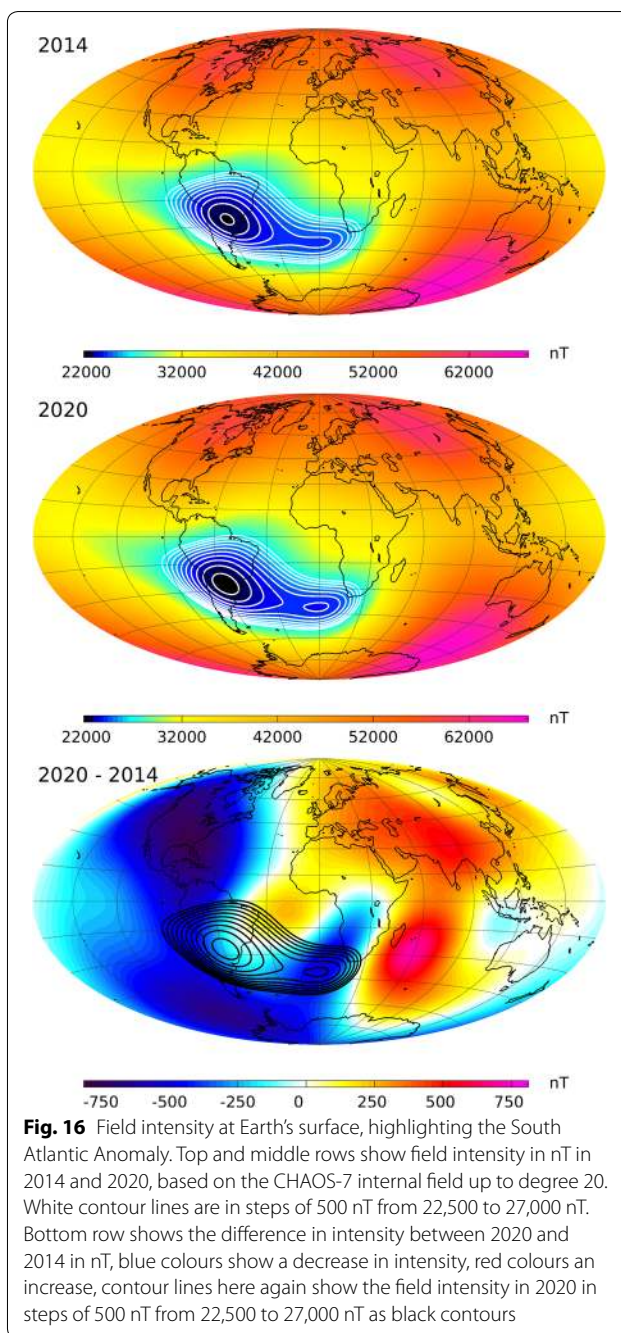 2014
nT
22000 32000 42000 52000 62000
2020
nT
22000 32000 42000 52000 62000
2020 - 2014
nT
-750 -500 -250 0 250 500 750
Fig. 16 Field intensity at Earth's surface, highlighting the South
Atlantic Anomaly. Top and middle rows show field intensity in nT in
2014 and 2020, based on the CHAOS-7 internal field up to degree 20.
White contour lines are in steps of 500 nT from 22,500 to 27,000 nT.
Bottom row shows the difference in intensity between 2020 and
2014 in nT, blue colours show a decrease in intensity, red colours an
increase, contour lines here again show the field intensity in 2020 in
steps of 500 nT from 22,500 to 27,000 nT as black contours